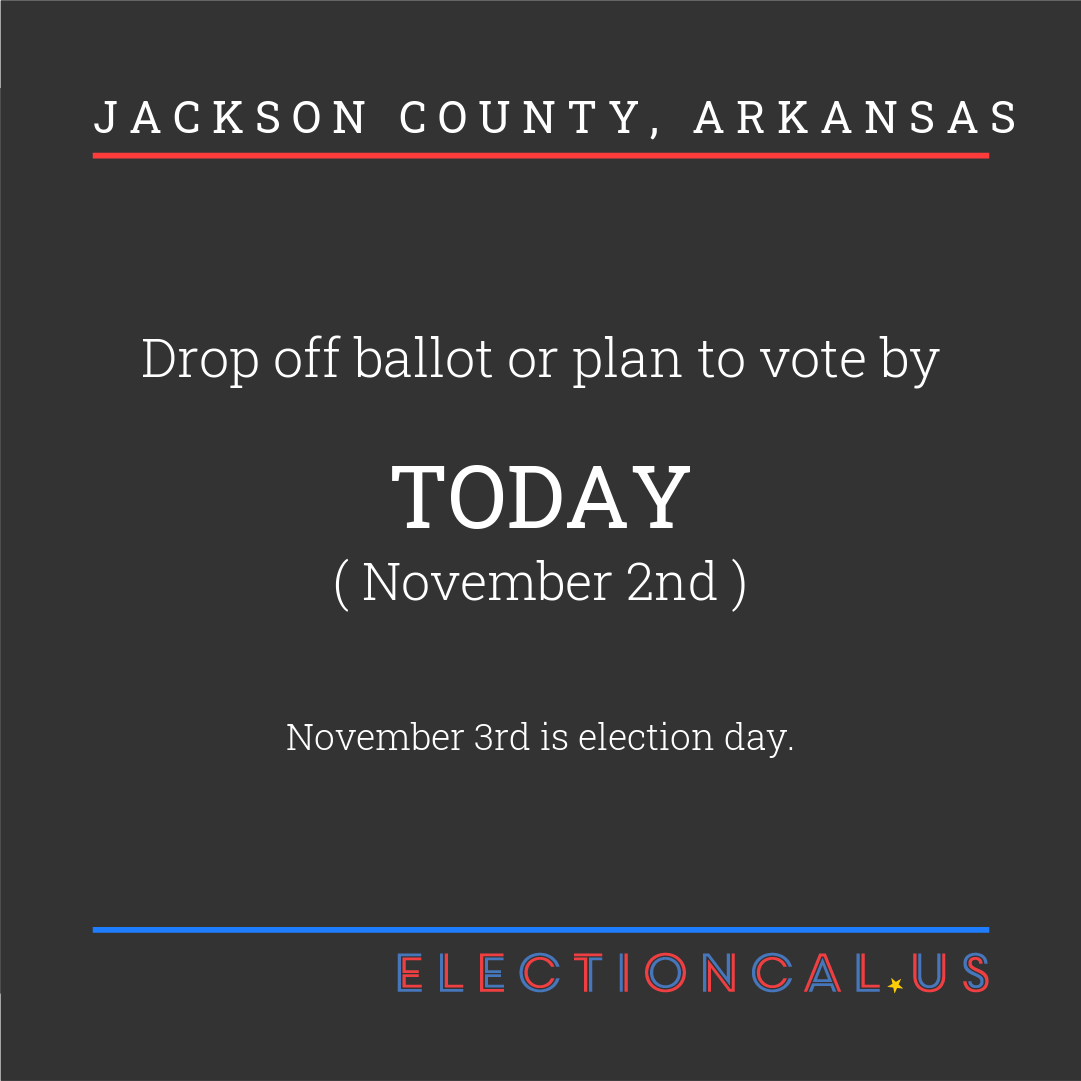 JACKSON COUNTY, ARKANSAS
Drop off ballot or plan to vote by
TODAY
( November 2nd )
November 3rd is election day.
ELECTIONCAL.US